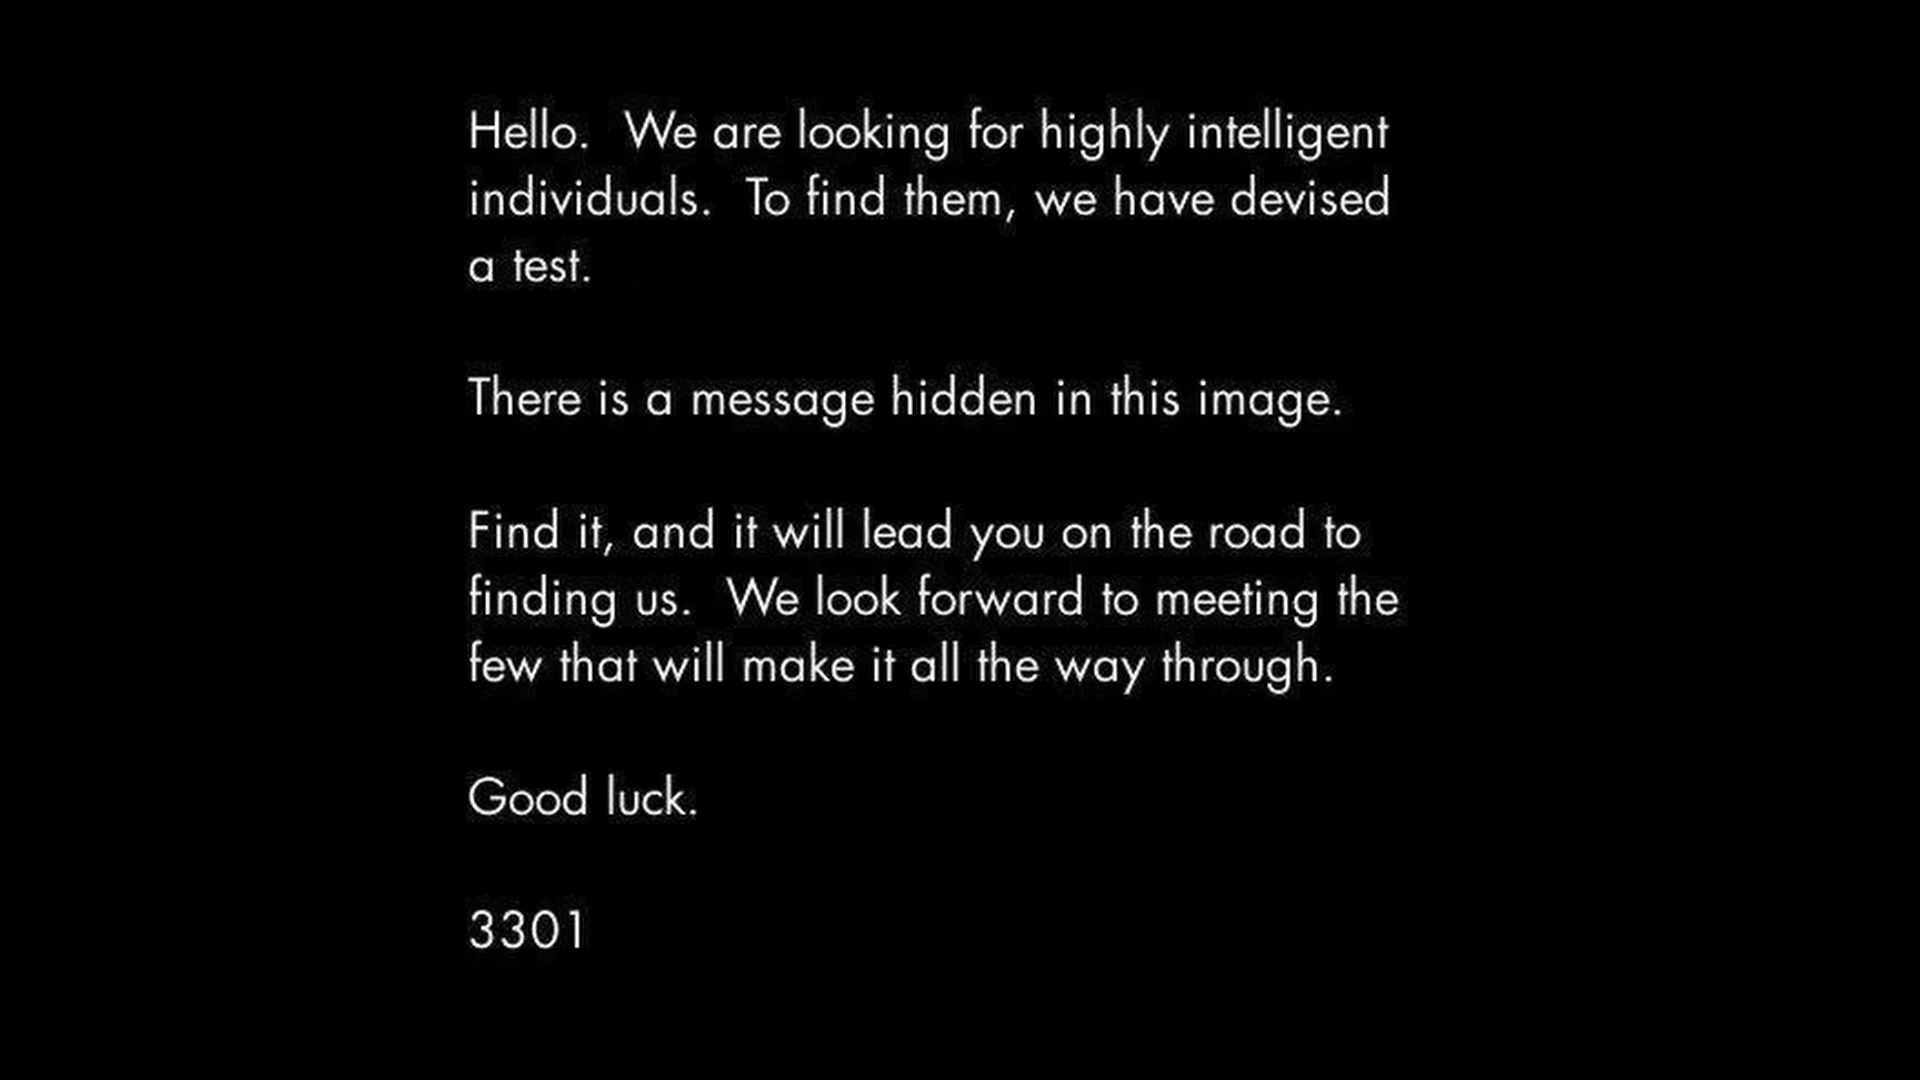 Hello.  We are looking for highly intelligent
individuals.  To find them, we have devised
a test.
There is a message hidden in this image.
Find it, and it will lead you on the road to
finding us.  We look forward to meeting the
few that will make it all the way through.
Good luck.
3301